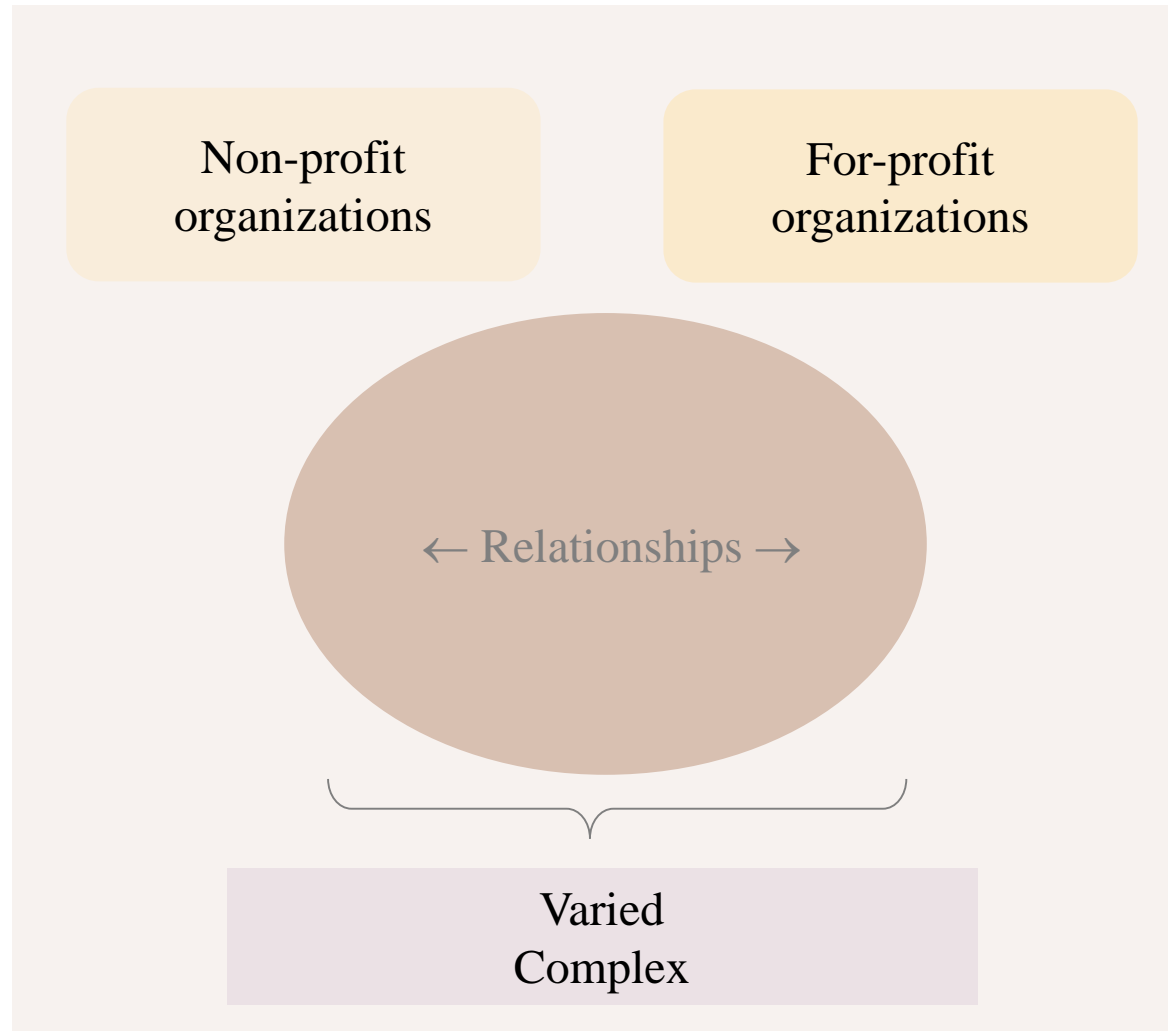 Non-profit
organizations
For-profit
organizations
← Relationships →
Varied
Complex